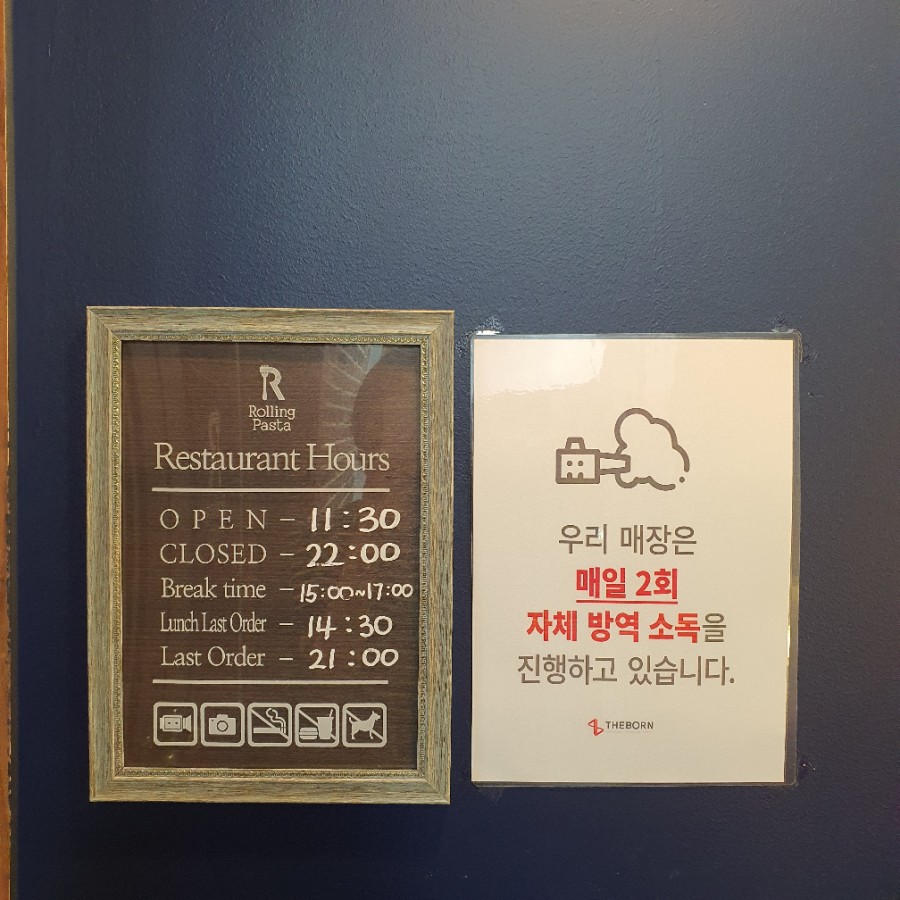 R
Rolling
Pasta
Restaurant Hours
OPEN - 11:30
CLOSED - 22:00
Break time - 15:00~17:00
Lunch Last Order - 14:30
Last Order - 21:00
우리 매장은
매일 2회
자체 방역 소독을
진행하고 있습니다.
THEBORN